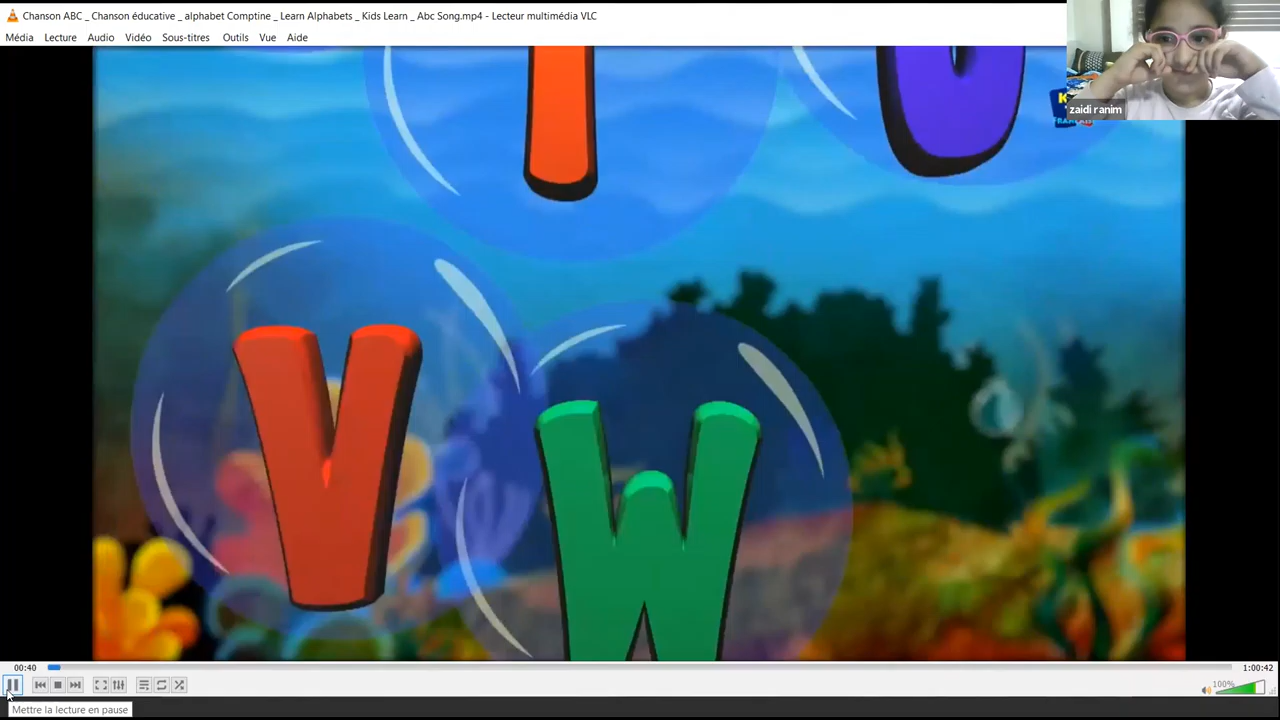 Chanson ABC _ Chanson éducative _ alphabet Comptine _ Learn Alphabets _ Kids Learn _ Abc Song.mp4 - Lecteur multimédia VLC
Média Lecture Audio Vidéo Sous-titres Outils Vue Aide
zaidi ranim
V
W
00:40
1:00:42
100%
Mettre la lecture en pause